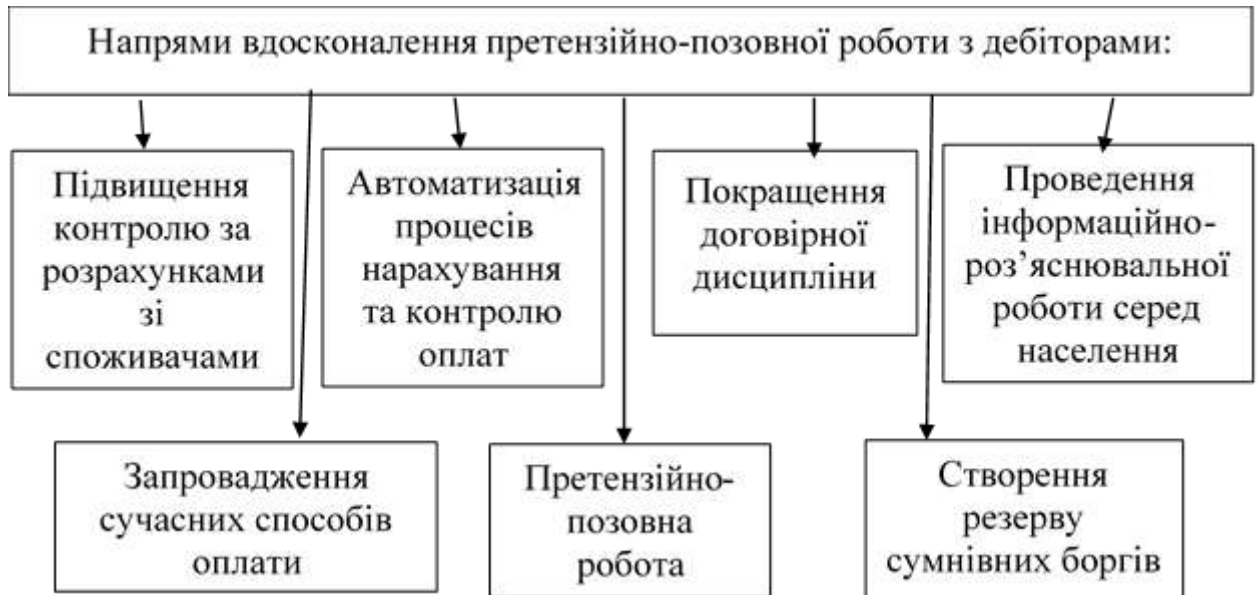 Напрями вдосконалення претензійно-позовної роботи з дебіторами:
Підвищення
контролю за
розрахунками
зі
споживачами
Автоматизація
процесів
нарахування
та контролю
оплат
Покращення
договірної
дисципліни
Проведення
інформаційно-
роз’яснювальної
роботи серед
населення
Запровадження
сучасних способів
оплати
Претензійно-
позовна
робота
Створення
резерву
сумнівних боргів